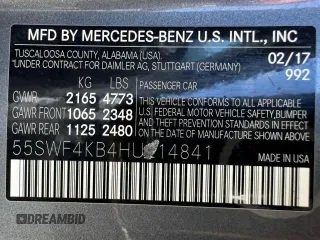 MFD BY MERCEDES-BENZ U.S. INTL., INC
TUSCALOOSA COUNTY, ALABAMA (USA).
UNDER CONTRACT FOR DAIMLER AG, STUTTGART (GERMANY)
02/17
992
KG LBS
GVWR 2165 4773
GAWR FRONT 1065 2348
GAWR REAR 1125 2480
PASSENGER CAR
THIS VEHICLE CONFORMS TO ALL APPLICABLE U.S. FEDERAL MOTOR VEHICLE SAFETY, BUMPER AND THEFT PREVENTION STANDARDS IN EFFECT ON THE DATE OF MANUFACTURE SHOWN ABOVE.
55SWF4KB4HU 14841
MADE IN USA
DREAMBID